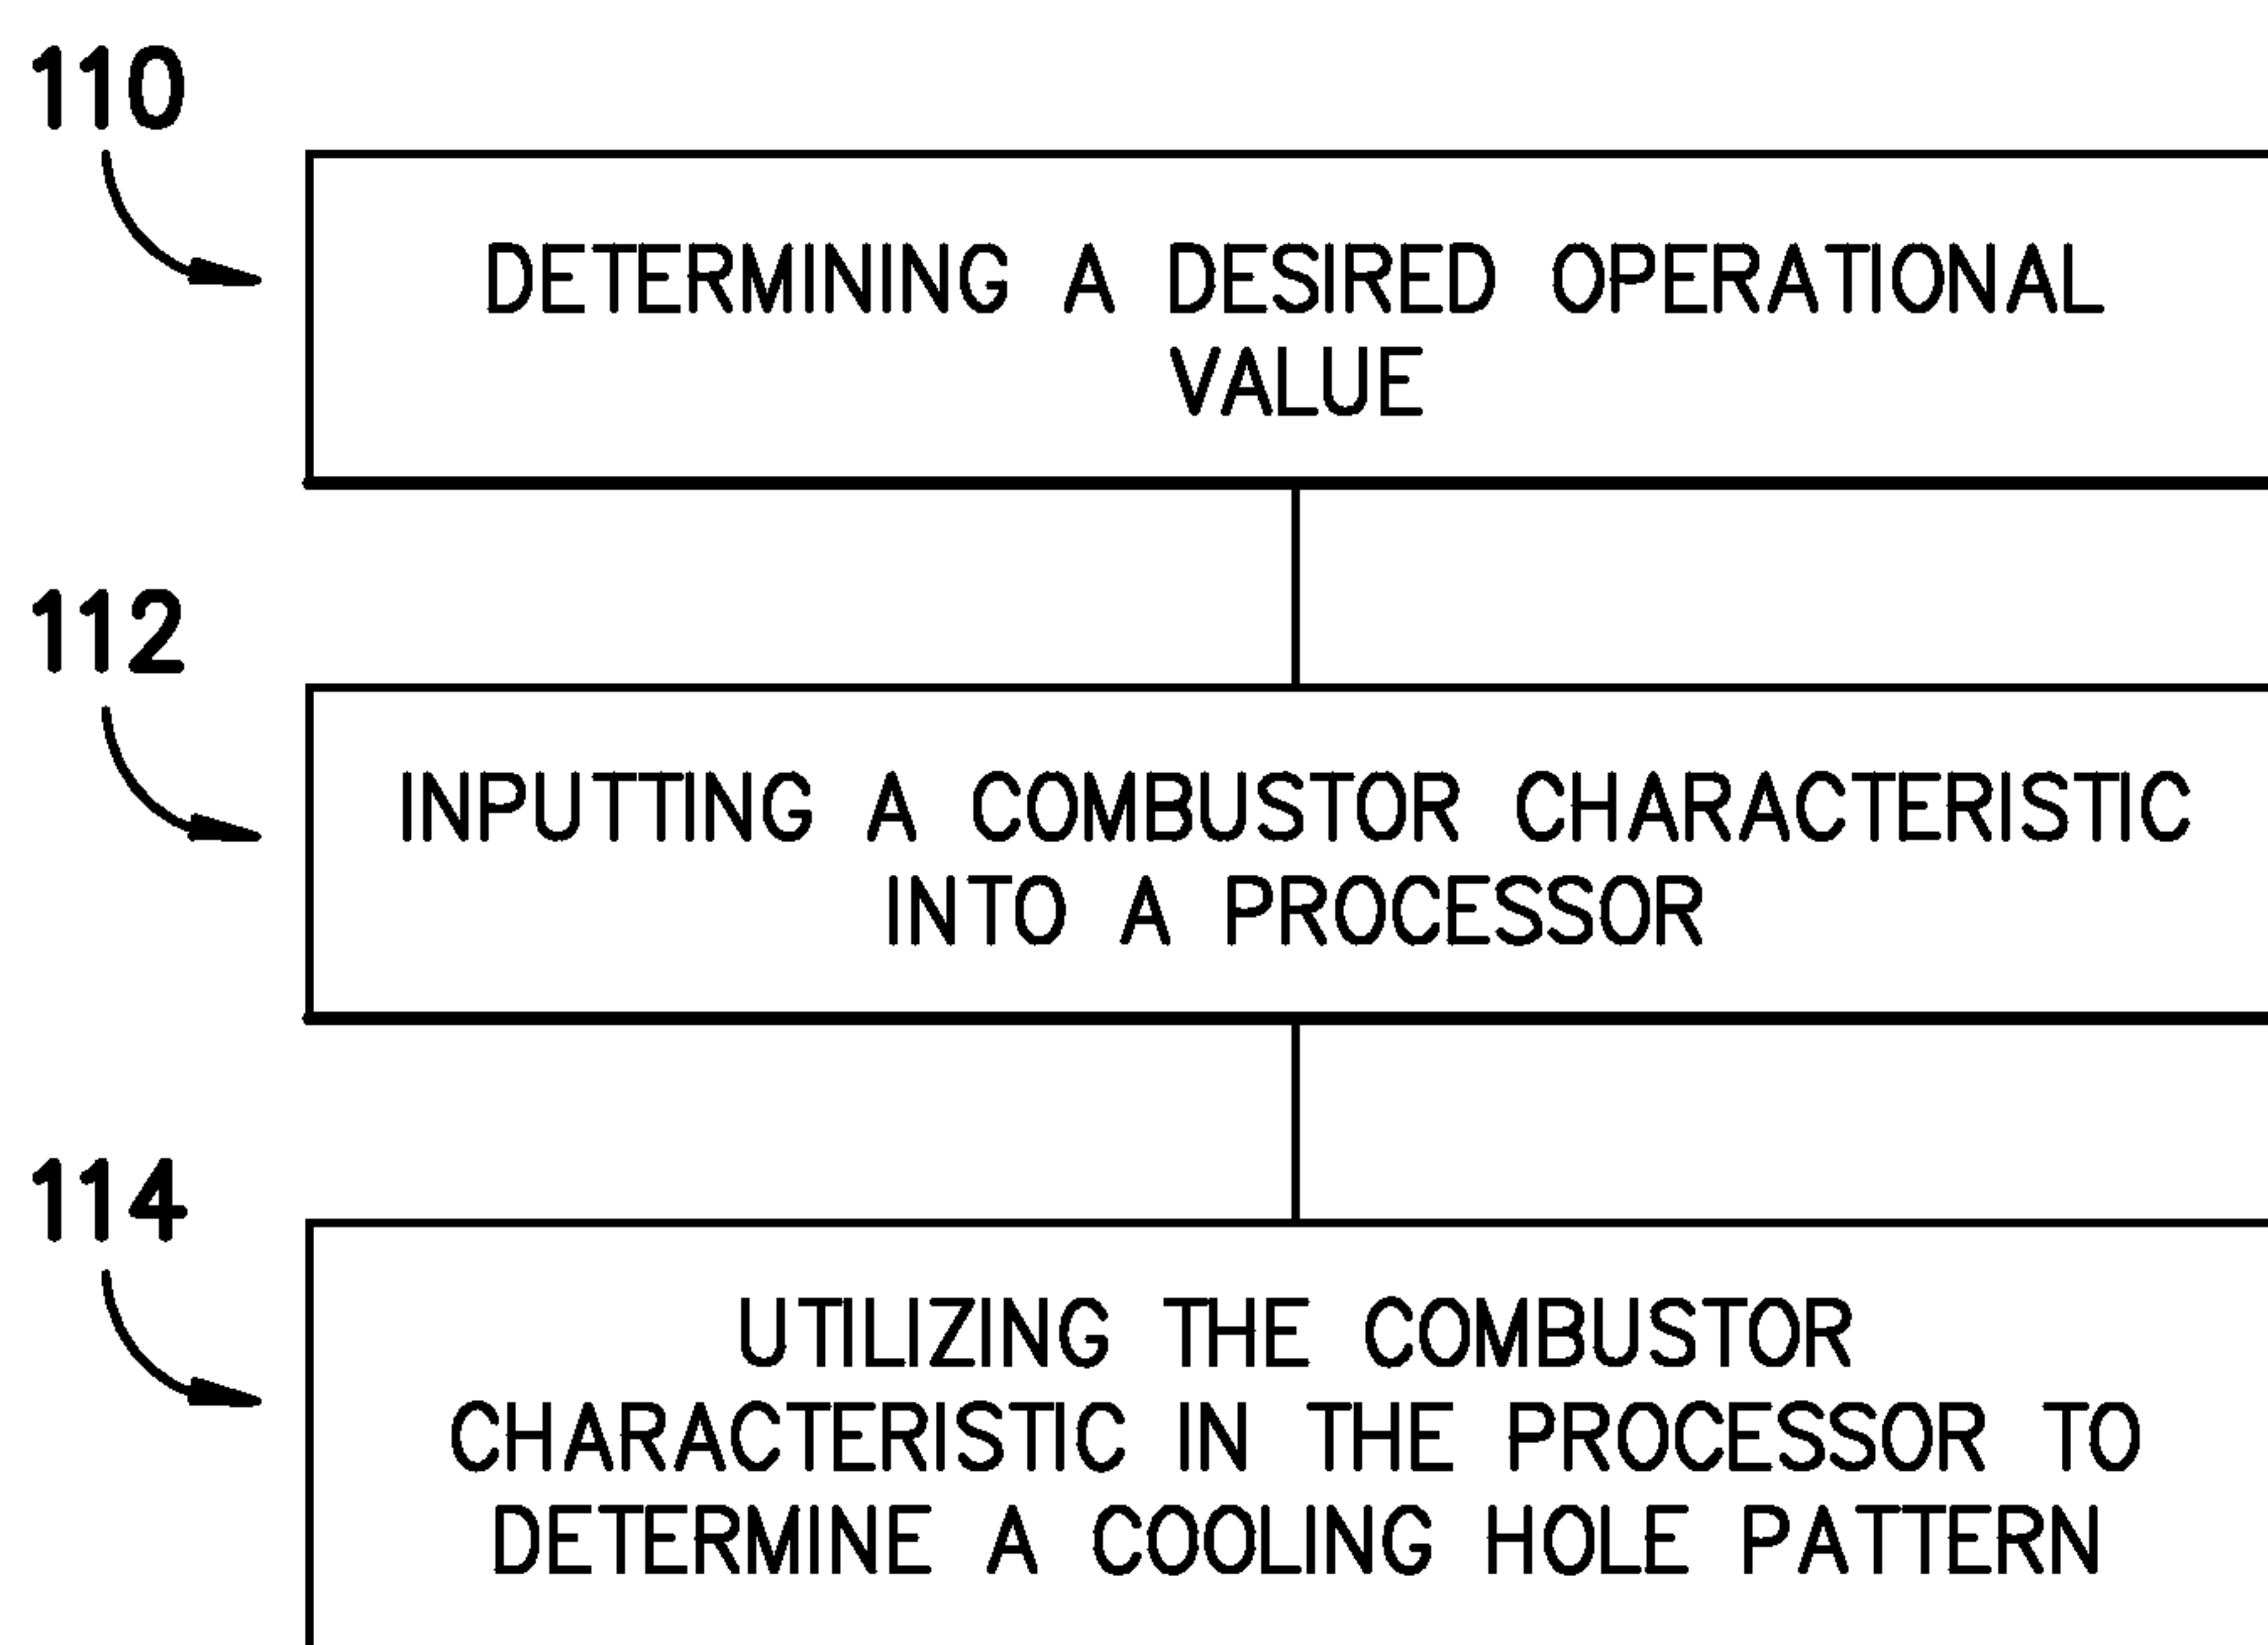 110
DETERMINING A DESIRED OPERATIONAL
VALUE
112
INPUTTING A COMBUSTOR CHARACTERISTIC
INTO A PROCESSOR
114
UTILIZING THE COMBUSTOR
CHARACTERISTIC IN THE PROCESSOR TO
DETERMINE A COOLING HOLE PATTERN